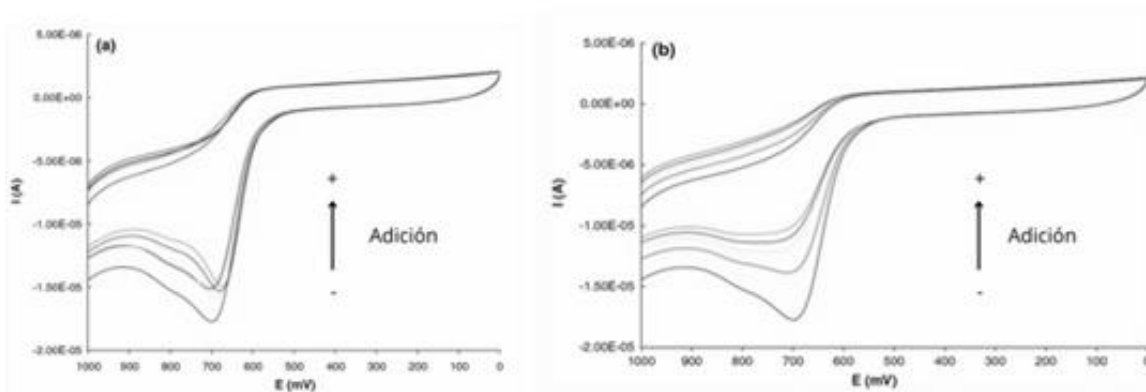 (a)
5.00E-06
0.00E+00
-5.00E-06
-1.00E-05
-1.50E-05
-2.00E-05
I (A)
+
Adición
-
1000 900 800 700 600 500 400 300 200 100 0
E (mV)
(b)
5.00E-06
0.00E+00
-5.00E-06
-1.00E-05
-1.50E-05
-2.00E-05
I (A)
+
Adición
-
1000 900 800 700 600 500 400 300 200 100
E (mV)